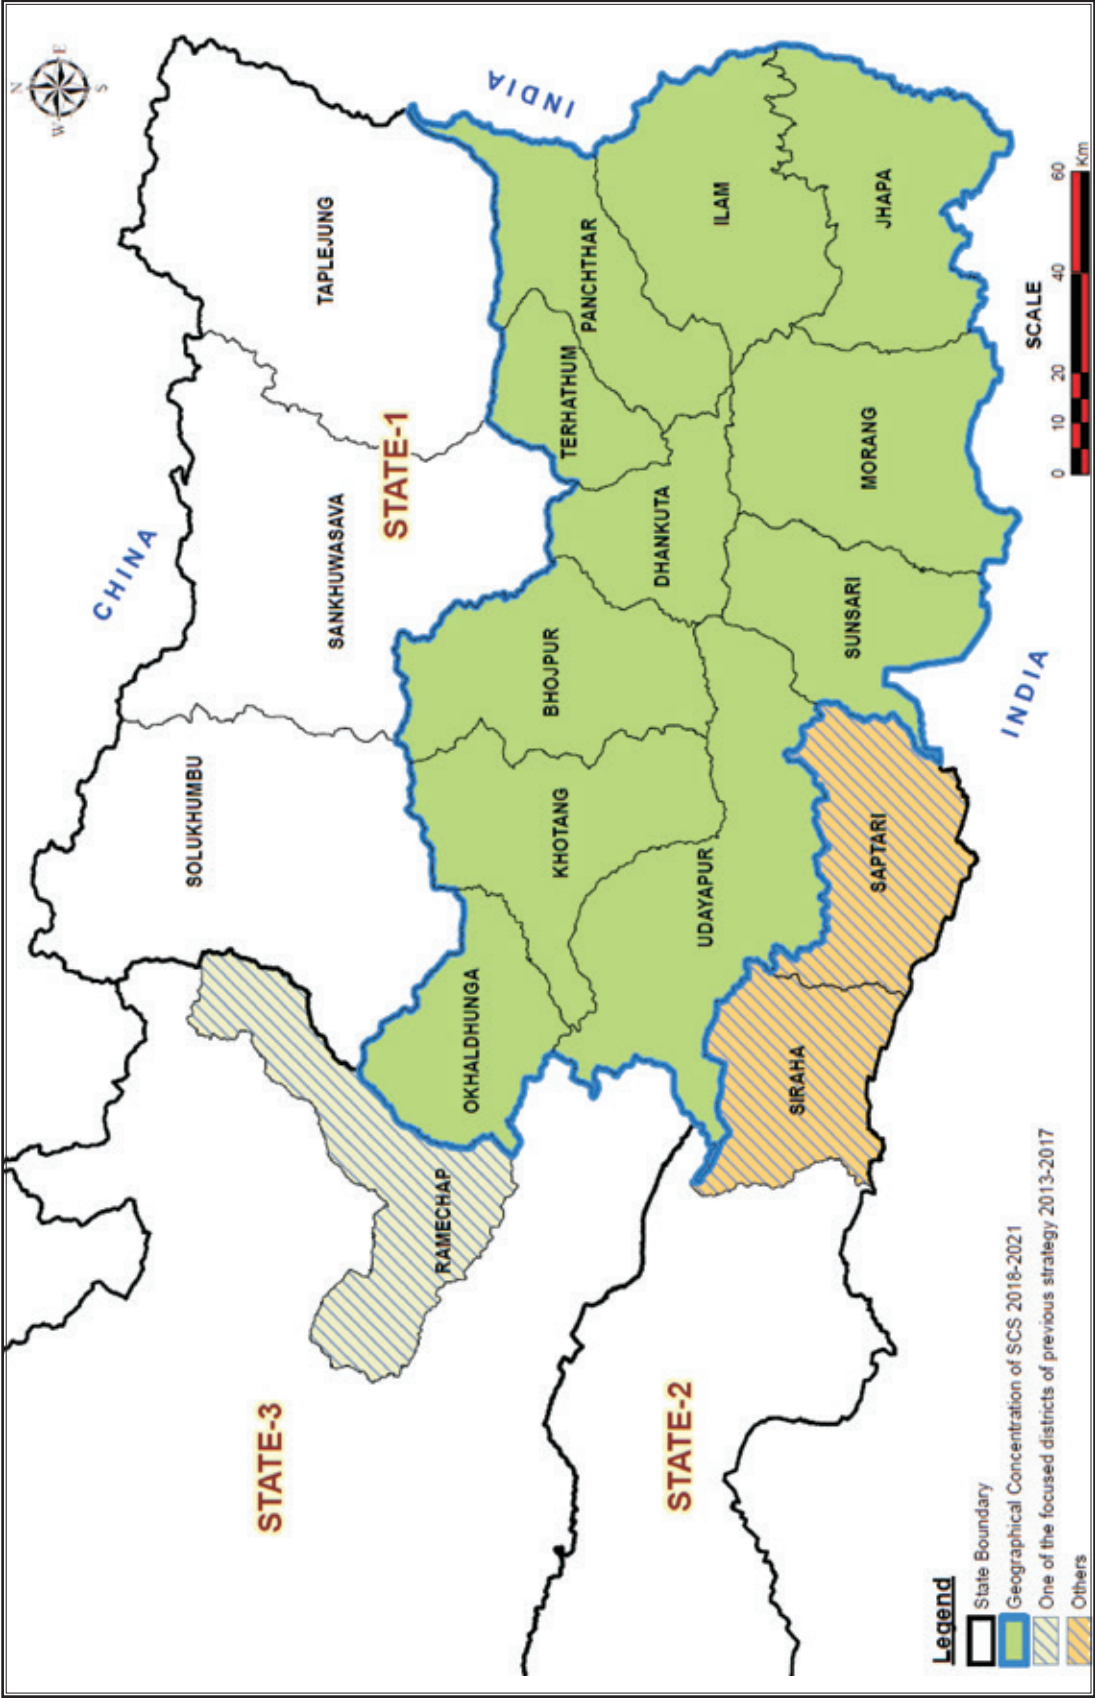 N
W
E
S
CHINA
INDIA
TAPLEJUNG
SOLUKHUMBU
SANKHUWASAVA
STATE-1
PANCHTHAR
ILAM
TERHATHUM
JHAPA
DHANKUTA
BHOJPUR
KHOTANG
OKHALDHUNGA
MORANG
SUNSARI
UDAYAPUR
RAMECHAP
SAPTARI
SIRAHA
STATE-3
STATE-2
INDIA
Legend
State Boundary
Geographical Concentration of SCS 2018-2021
One of the focused districts of previous strategy 2013-2017
Others
SCALE
0 10 20 40 60
Km